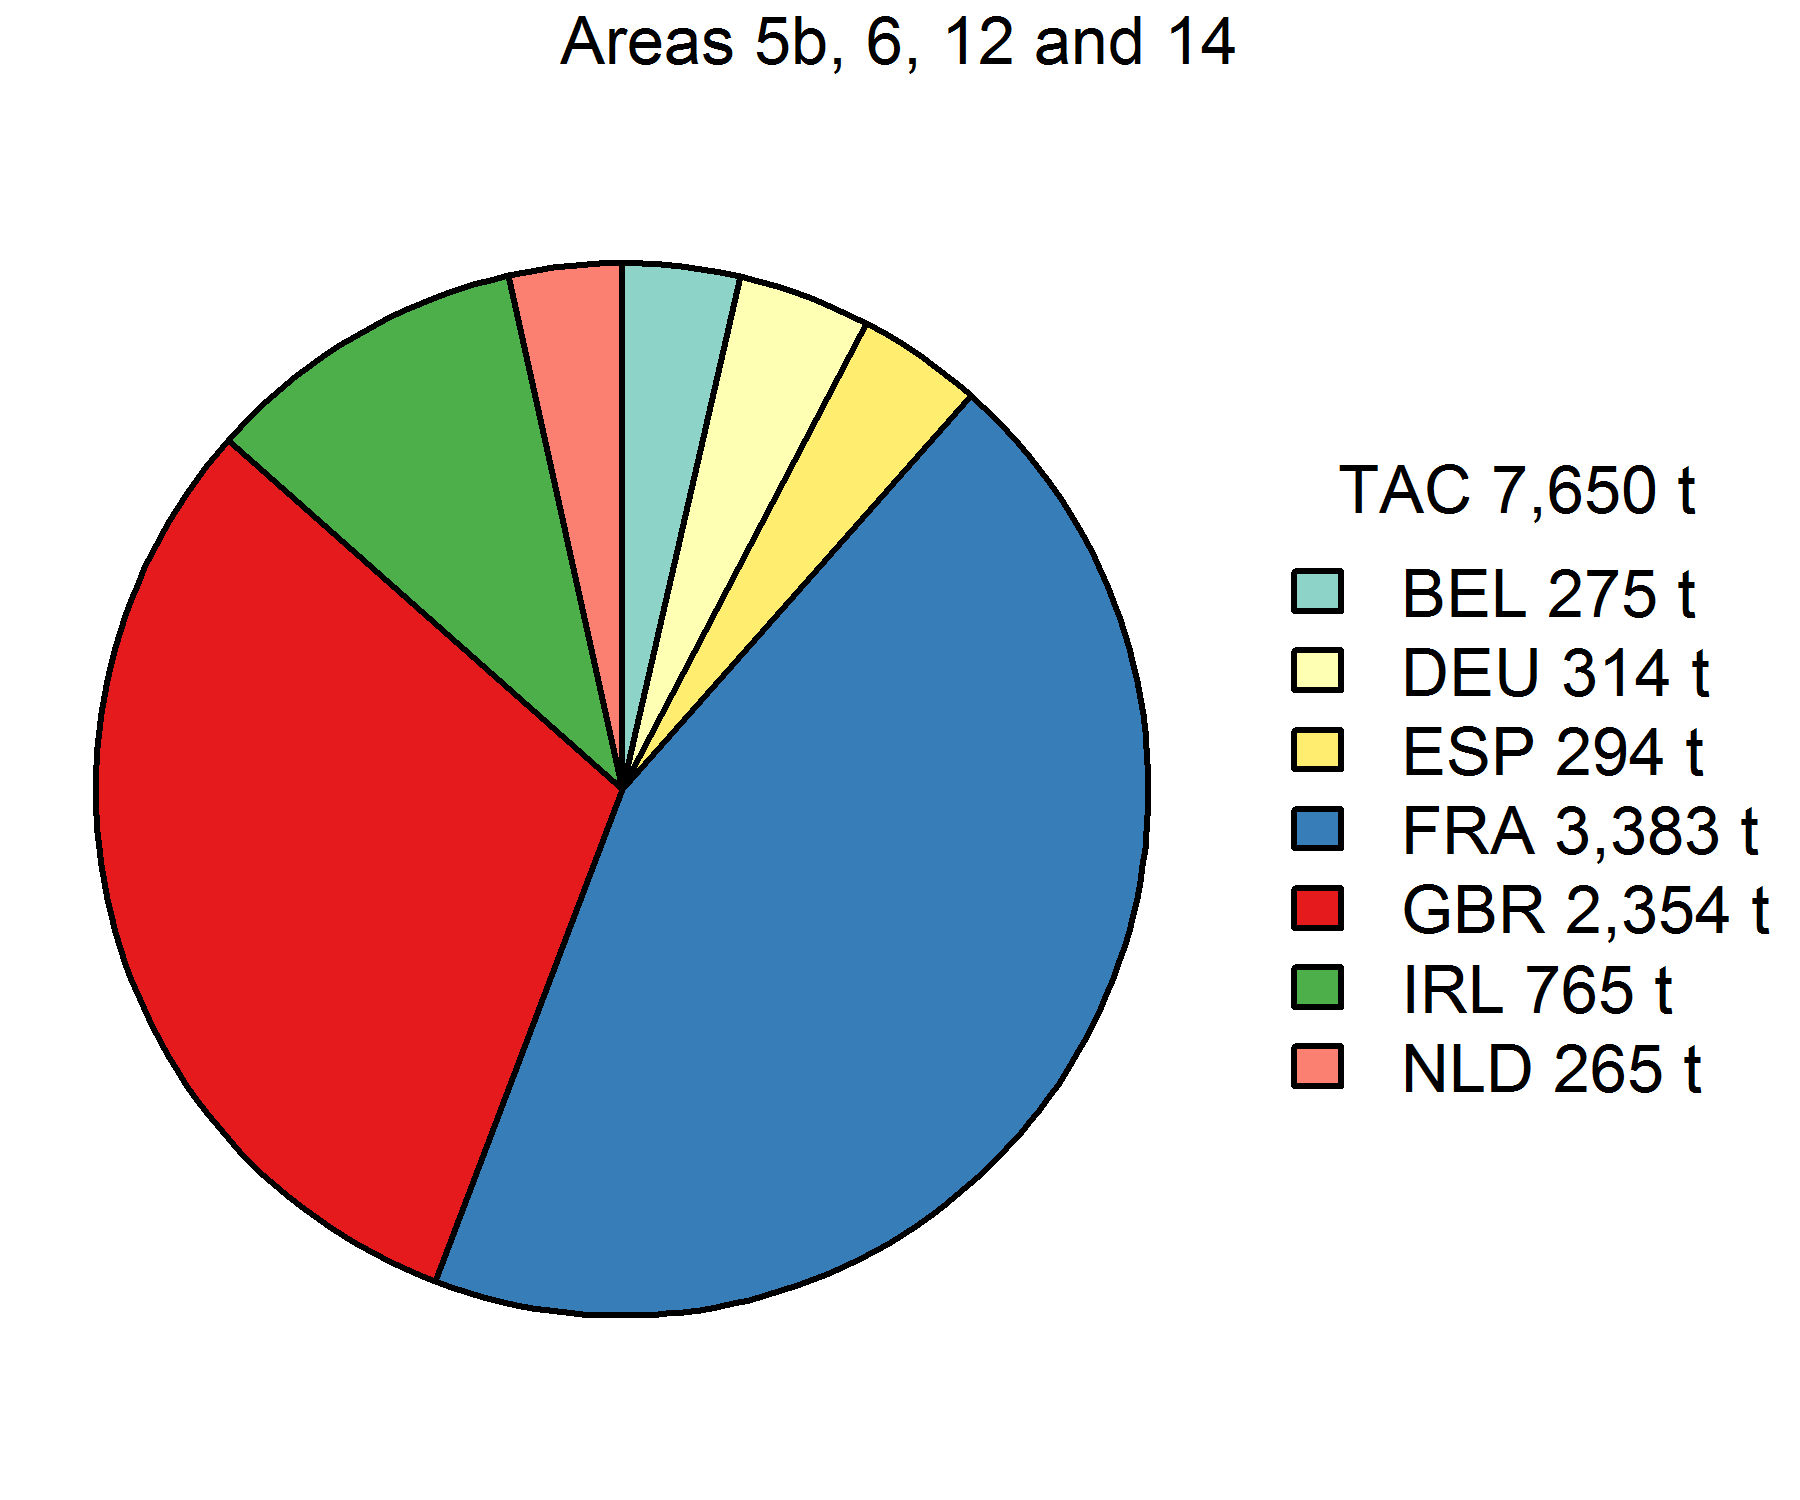 Areas 5b, 6, 12 and 14
TAC 7,650 t
BEL 275 t
DEU 314 t
ESP 294 t
FRA 3,383 t
GBR 2,354 t
IRL 765 t
NLD 265 t